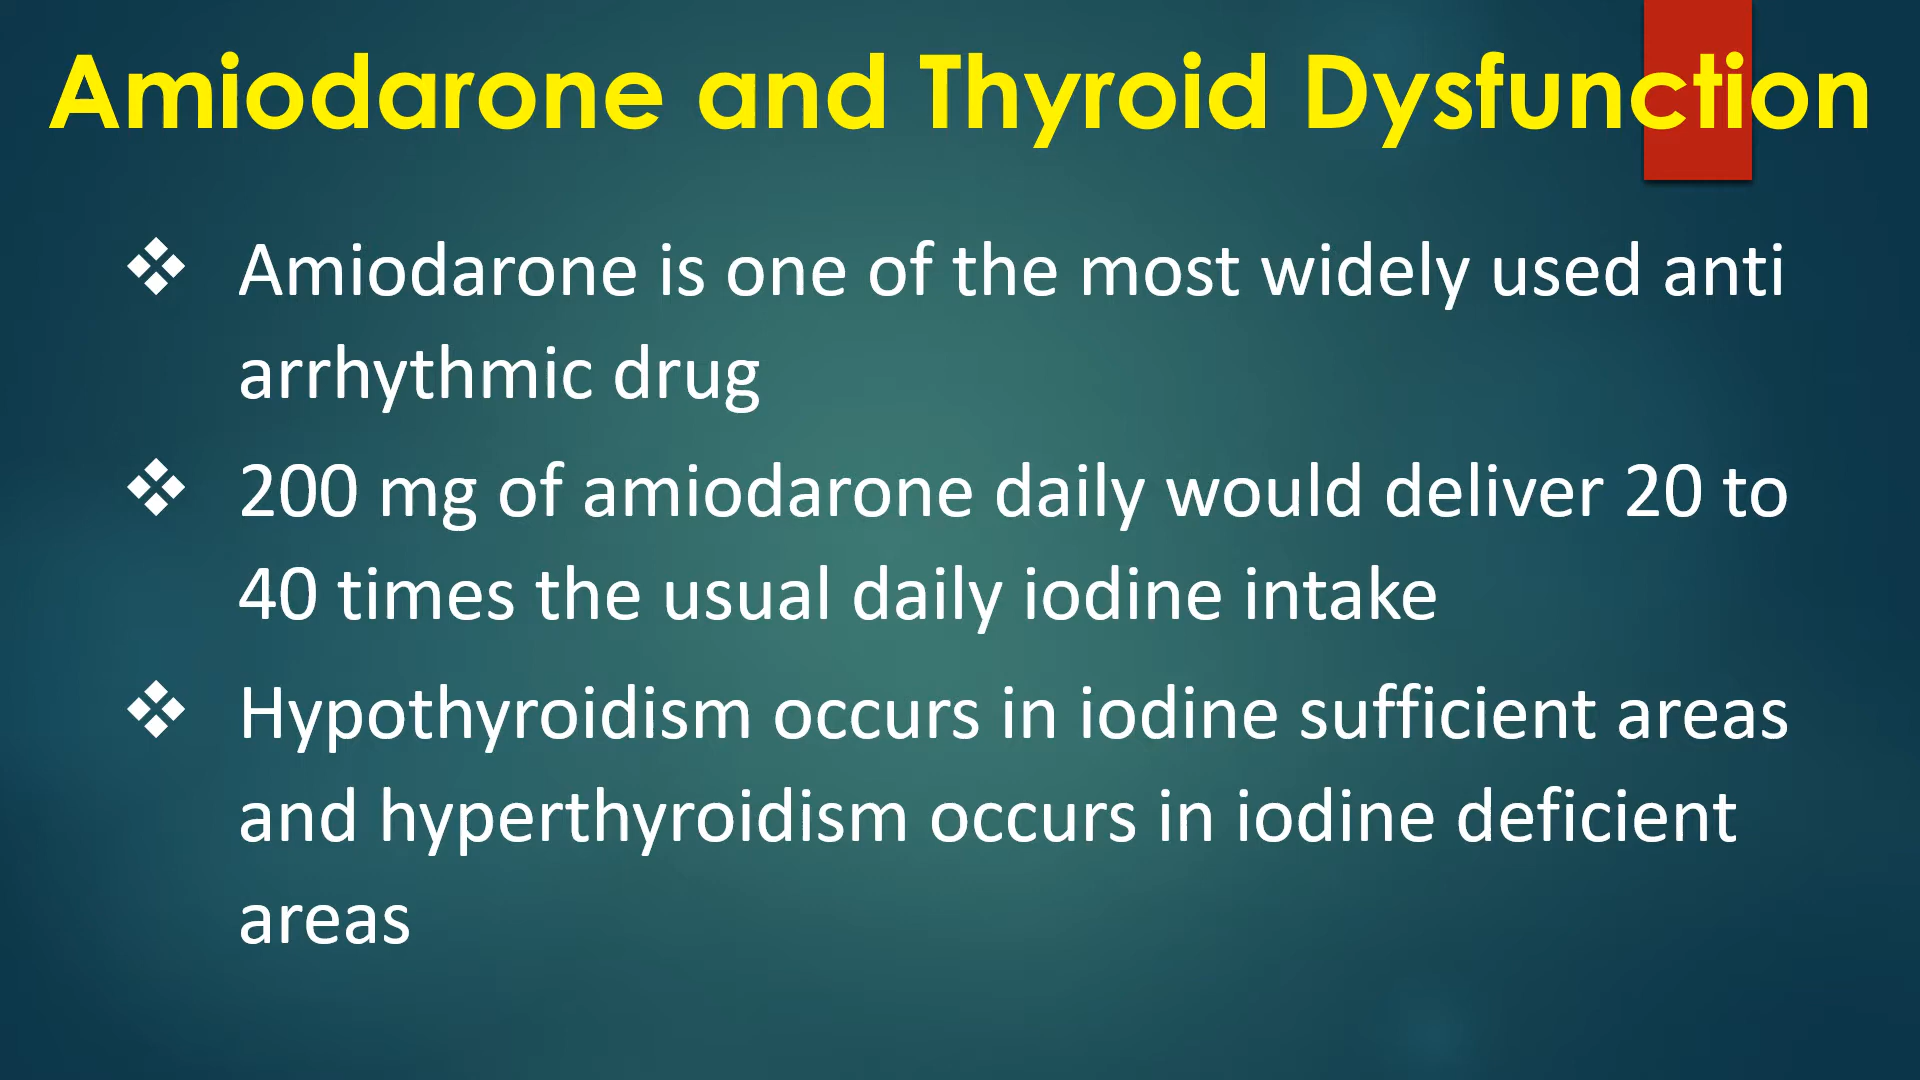 Amiodarone and Thyroid Dysfunction
❖ Amiodarone is one of the most widely used anti
arrhythmic drug
❖ 200 mg of amiodarone daily would deliver 20 to
40 times the usual daily iodine intake
❖ Hypothyroidism occurs in iodine sufficient areas
and hyperthyroidism occurs in iodine deficient
areas